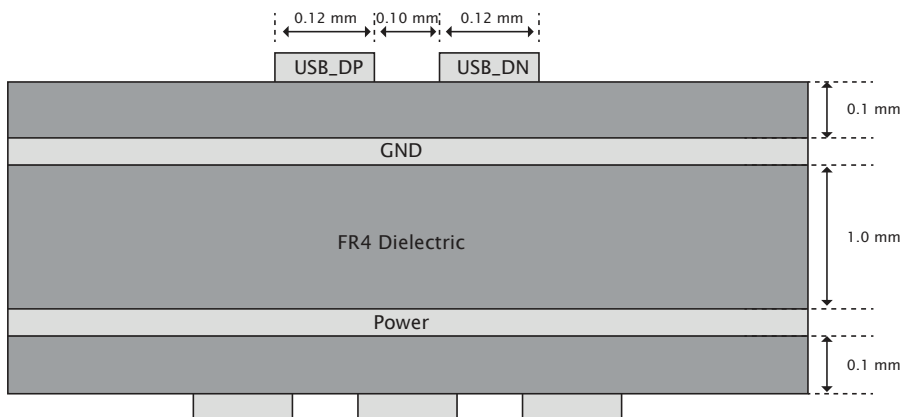 0.12 mm 0.10 mm 0.12 mm
USB_DP USB_DN
0.1 mm
GND
FR4 Dielectric
1.0 mm
Power
0.1 mm